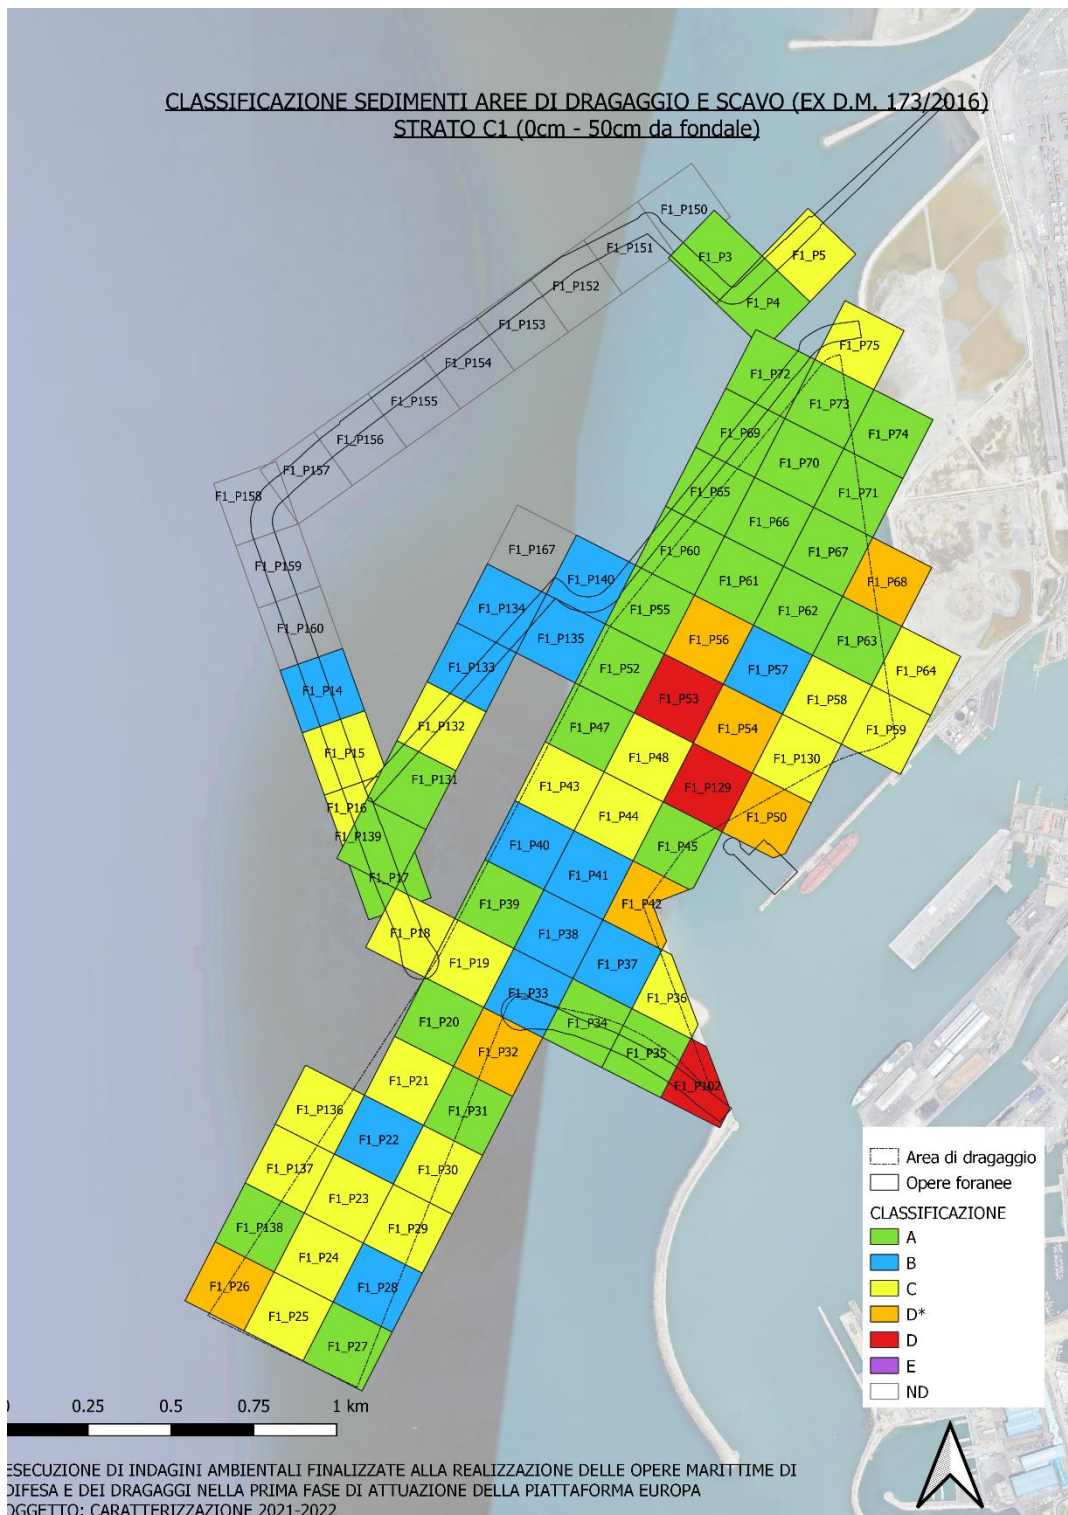 CLASSIFICAZIONE SEDIMENTI AREE DI DRAGAGGIO E SCAVO (EX D.M. 173/2016)
STRATO C1 (0cm - 50cm da fondale)
F1_P150
F1_P151
F1_P3
F1_P5
F1_P152
F1_P4
F1_P153
F1_P75
F1_P154
F1_P72
F1_P155
F1_P73
F1_P156
F1_P69
F1_P74
F1_P157
F1_P70
F1_P158
F1_P65
F1_P71
F1_P66
F1_P167
F1_P60
F1_P67
F1_P159
F1_P140
F1_P61
F1_P68
F1_P134
F1_P55
F1_P62
F1_P160
F1_P135
F1_P56
F1_P63
F1_P133
F1_P52
F1_P57
F1_P64
F1_P14
F1_P53
F1_P58
F1_P132
F1_P47
F1_P54
F1_P59
F1_P15
F1_P48
F1_P130
F1_P131
F1_P43
F1_P129
F1_P16
F1_P44
F1_P50
F1_P139
F1_P40
F1_P45
F1_P17
F1_P41
F1_P39
F1_P42
F1_P18
F1_P38
F1_P19
F1_P37
F1_P33
F1_P36
F1_P20
F1_P34
F1_P32
F1_P35
F1_P21
F1_P102
F1_P136
F1_P31
F1_P22
F1_P137
F1_P30
F1_P23
F1_P138
F1_P29
F1_P24
F1_P26
F1_P28
F1_P25
F1_P27
Area di dragaggio
Opere foranee
CLASSIFICAZIONE
A
B
C
D*
D
E
ND
0.25 0.50 0.75 1 km
ESECUZIONE DI INDAGINI AMBIENTALI FINALIZZATE ALLA REALIZZAZIONE DELLE OPERE MARITTIME DI
DIFESA E DEI DRAGAGGI NELLA PRIMA FASE DI ATTUAZIONE DELLA PIATTAFORMA EUROPA
OGGETTO: CARATTERIZZAZIONE 2021-2022